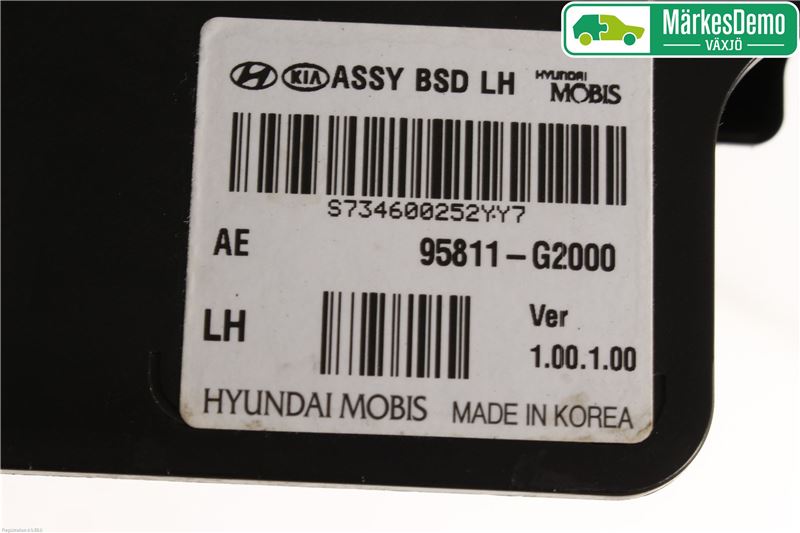 MärkesDemo
VÄXJÖ
KIA ASSY BSD LH HYUNDAI MOBIS
S734600252YY7
AE 95811-G2000
LH Ver
1.00.1.00
HYUNDAI MOBIS MADE IN KOREA